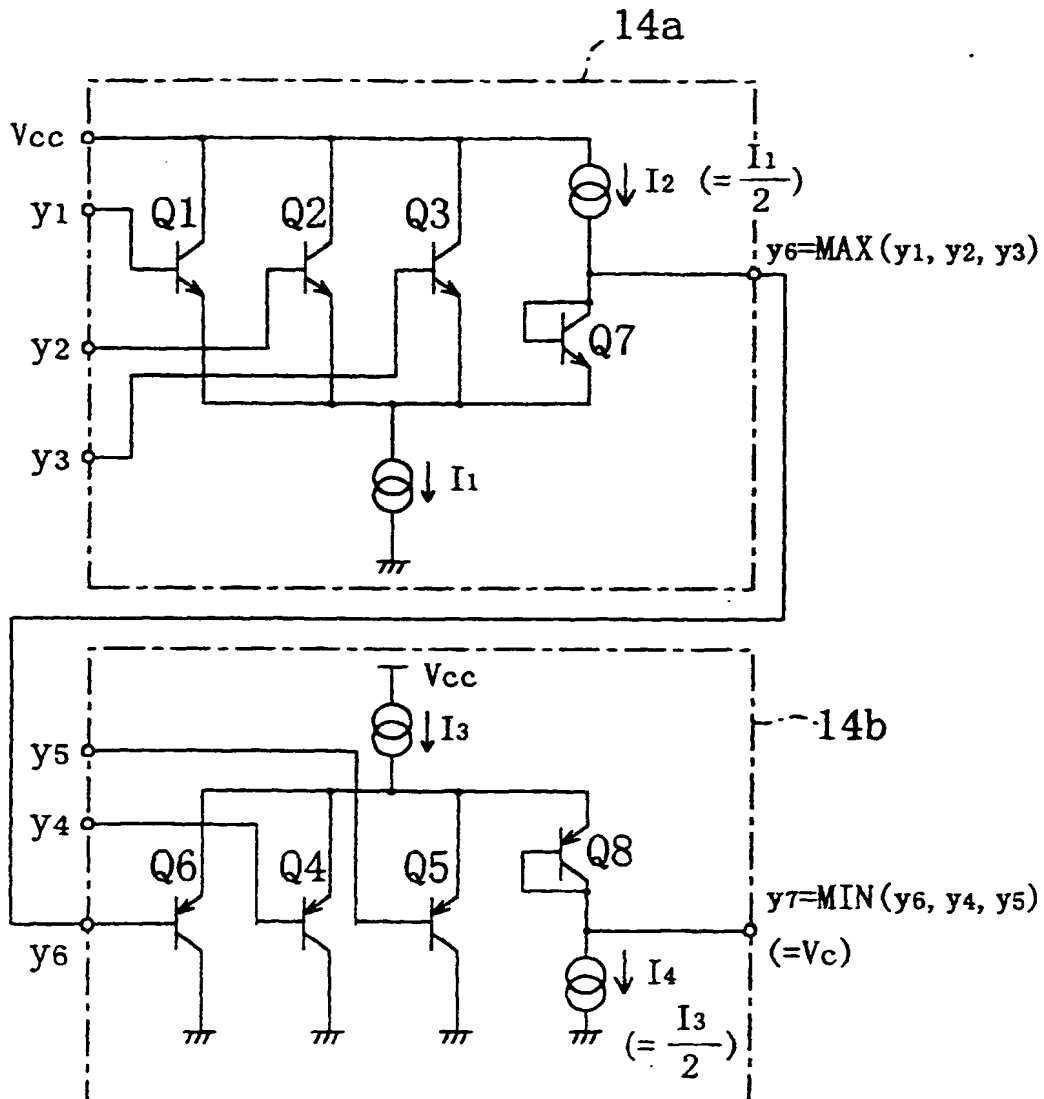 14a
Vcc
y1
Q1
Q2
Q3
I2 (= I1/2)
y6=MAX(y1, y2, y3)
Q7
y2
y3
I1
Vcc
I3
14b
y5
y4
Q6
Q4
Q5
Q8
y7=MIN(y6, y4, y5)
(=Vc)
y6
I4
(= I3/2)